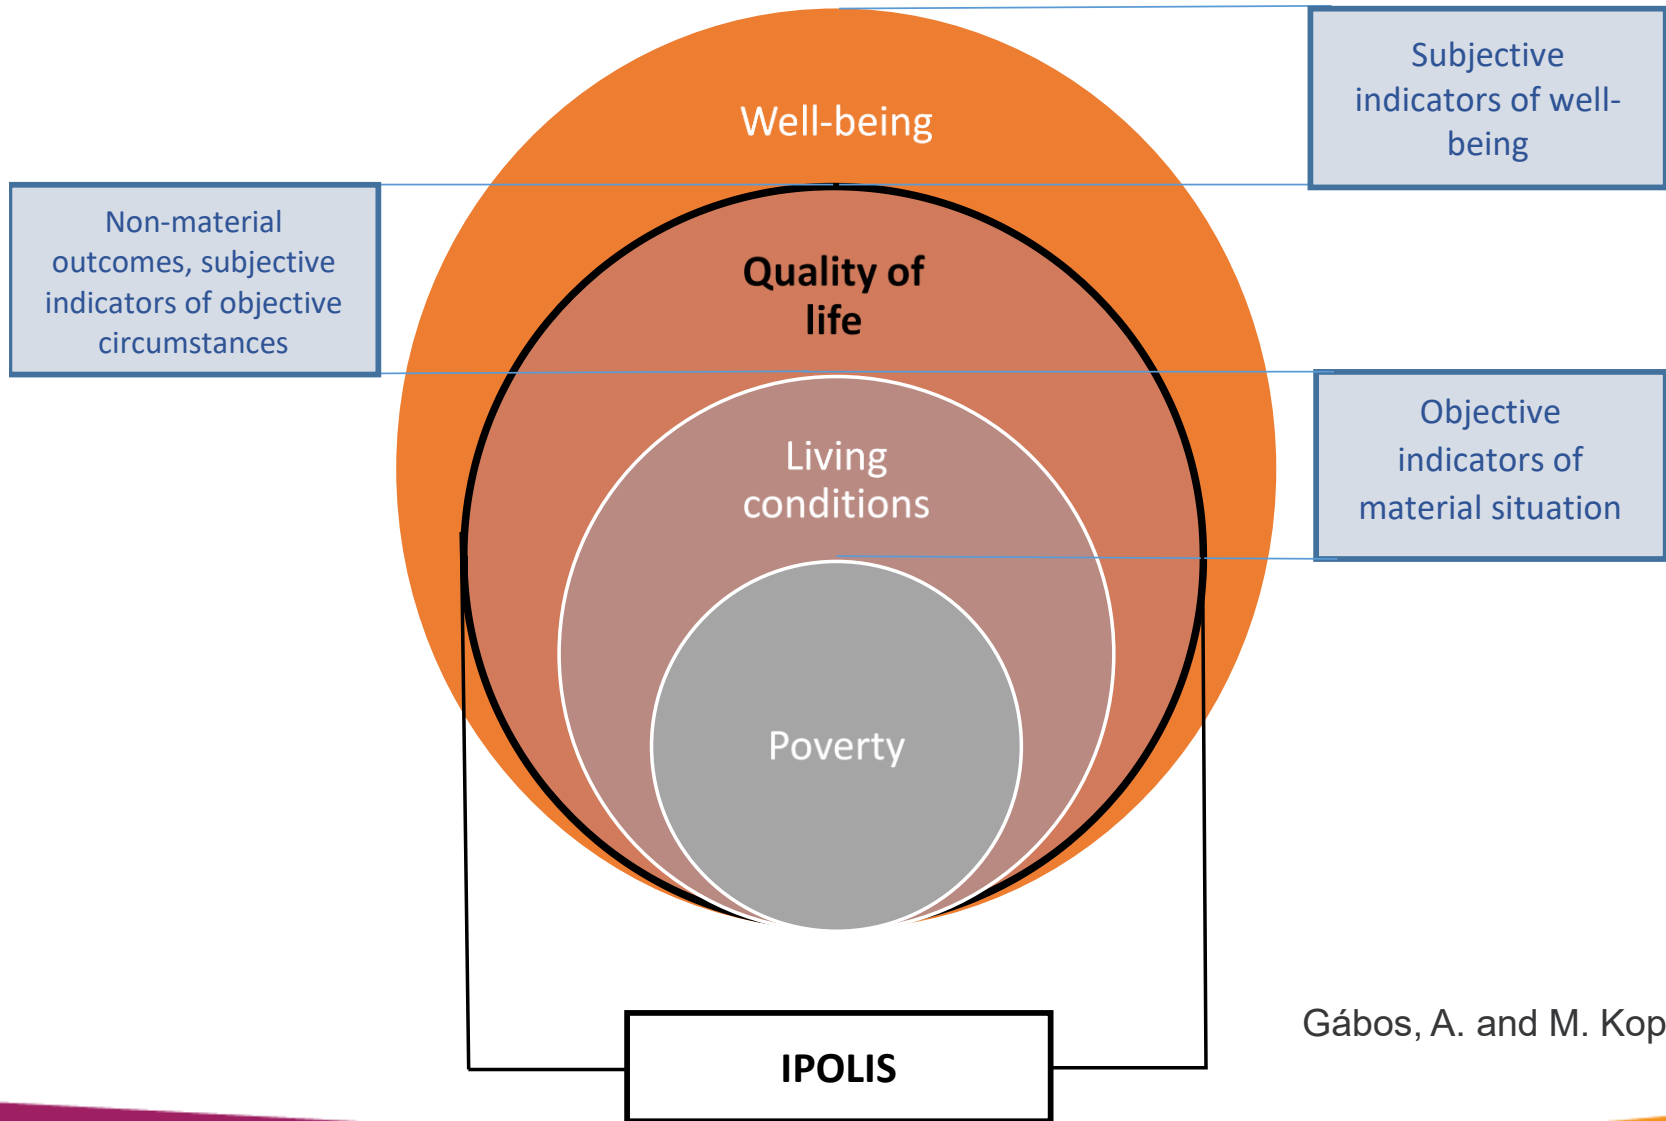 Well-being
Subjective
indicators of well-
being
Non-material
outcomes, subjective
indicators of objective
circumstances
Quality of
life
Living
conditions
Objective
indicators of
material situation
Poverty
IPOLIS
Gábos, A. and M. Kop